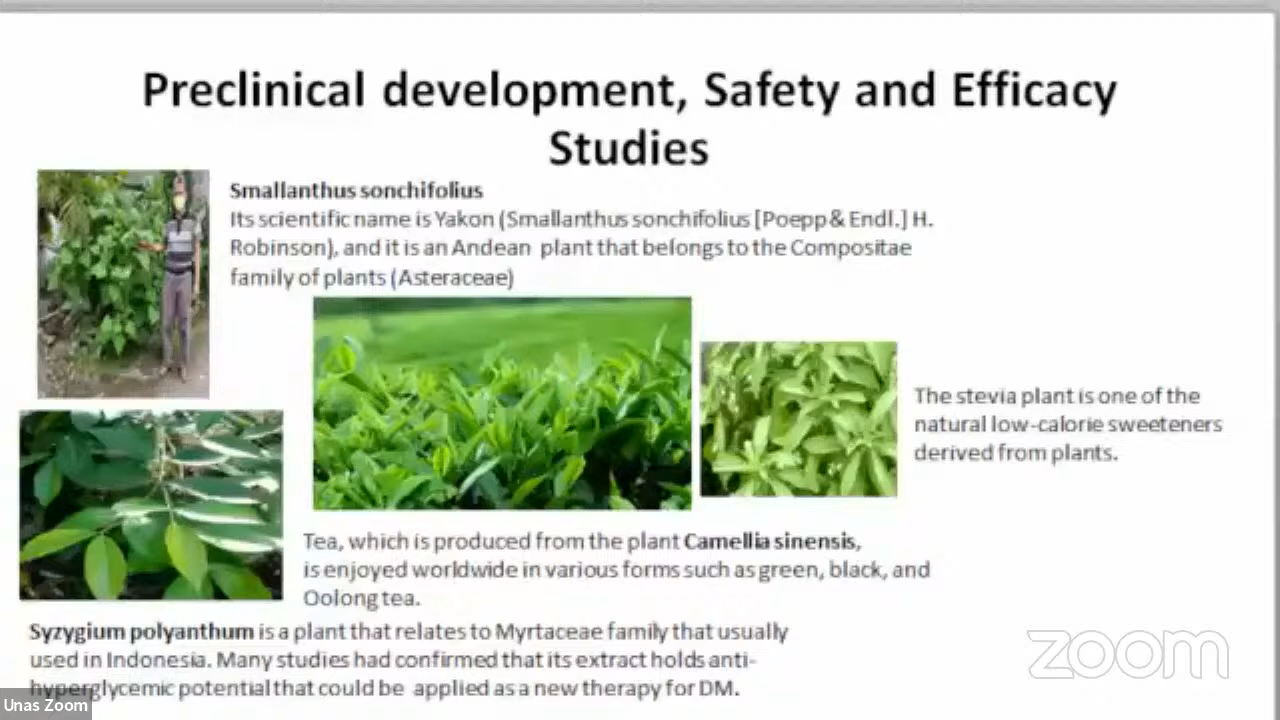 Preclinical development, Safety and Efficacy
Studies
Smallanthus sonchifolius
Its scientific name is Yakon (Smallanthus sonchifolius [Poepp & Endl.] H.
Robinson), and it is an Andean plant that belongs to the Compositae
family of plants (Asteraceae)
The stevia plant is one of the
natural low-calorie sweeteners
derived from plants.
Tea, which is produced from the plant Camellia sinensis,
is enjoyed worldwide in various forms such as green, black, and
Oolong tea.
Syzygium polyanthum is a plant that relates to Myrtaceae family that usually
used in Indonesia. Many studies had confirmed that its extract holds anti-
hyperglycemic potential that could be applied as a new therapy for DM.
zoom
Unas Zoom